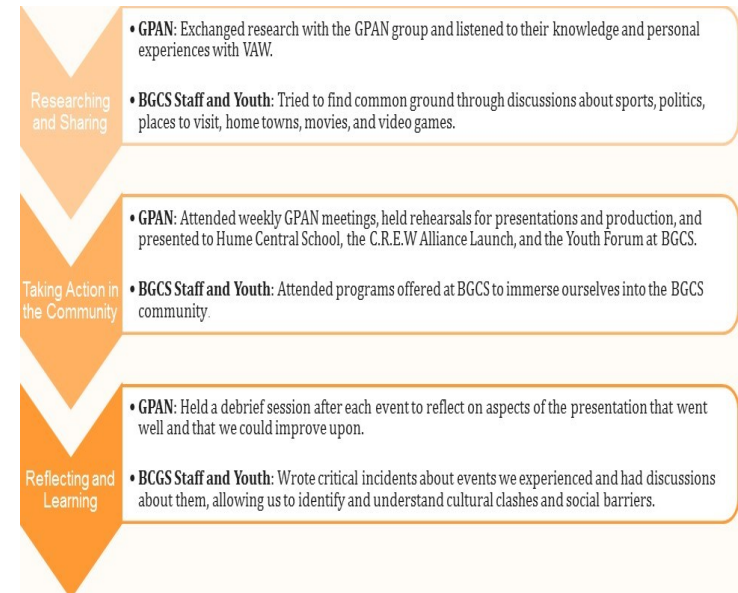 Researching
and Sharing
• GPAN: Exchanged research with the GPAN group and listened to their knowledge and personal
experiences with VAW.
• BGCS Staff and Youth: Tried to find common ground through discussions about sports, politics,
places to visit, home towns, movies, and video games.
Taking Action in
the Community
• GPAN: Attended weekly GPAN meetings, held rehearsals for presentations and production, and
presented to Hume Central School, the C.R.E.W Alliance Launch, and the Youth Forum at BGCS.
• BGCS Staff and Youth: Attended programs offered at BGCS to immerse ourselves into the BGCS
community.
Reflecting and
Learning
• GPAN: Held a debrief session after each event to reflect on aspects of the presentation that went
well and that we could improve upon.
• BCGS Staff and Youth: Wrote critical incidents about events we experienced and had discussions
about them, allowing us to identify and understand cultural clashes and social barriers.